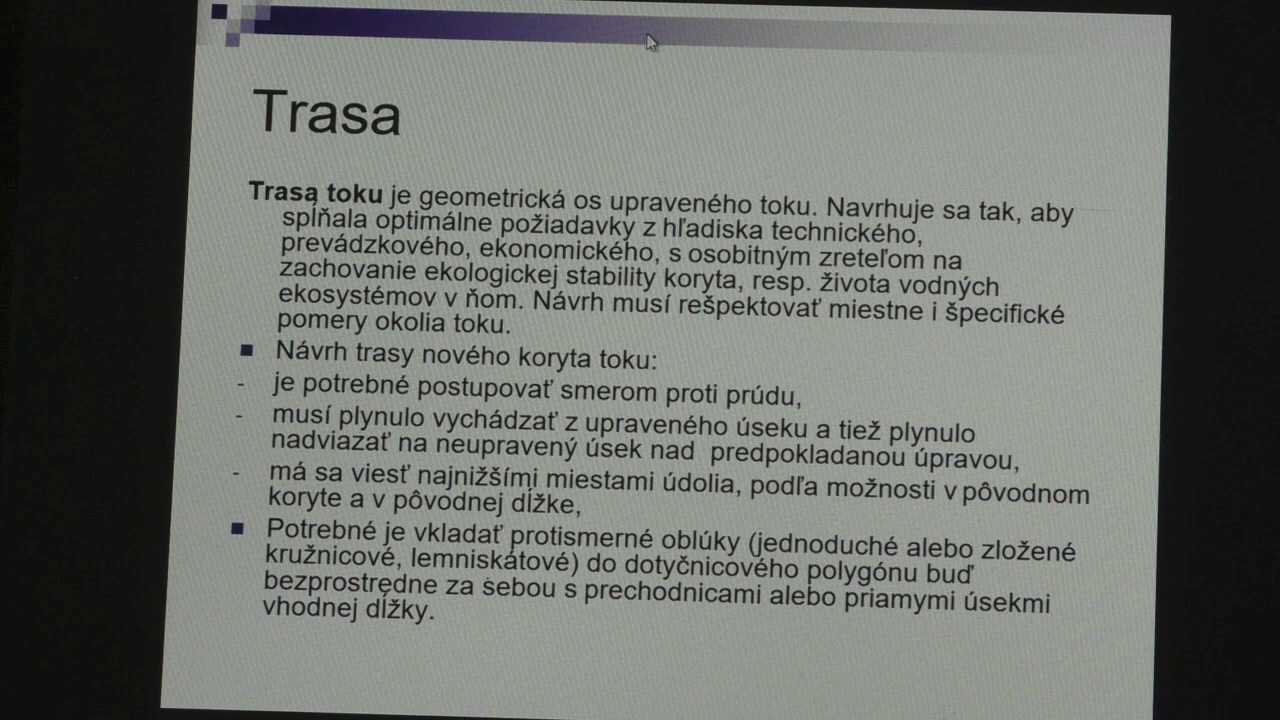 Trasa
Trasa toku je geometrická os upraveného toku. Navrhuje sa tak, aby
spĺňala optimálne požiadavky z hľadiska technického,
prevádzkového, ekonomického, s osobitným zreteľom na
zachovanie ekologickej stability koryta, resp. života vodných
ekosystémov v ňom. Návrh musí rešpektovať miestne i špecifické
pomery okolia toku.
■ Návrh trasy nového koryta toku:
- je potrebné postupovať smerom proti prúdu,
- musí plynulo vychádzať z upraveného úseku a tiež plynulo
nadviazať na neupravený úsek nad predpokladanou úpravou,
- má sa viesť najnižšími miestami údolia, podľa možnosti v pôvodnom
koryte a v pôvodnej dĺžke,
■ Potrebné je vkladať protismerné oblúky (jednoduché alebo zložené
kružnicové, lemniskátové) do dotyčnicového polygónu buď
bezprostredne za sebou s prechodnicami alebo priamymi úsekmi
vhodnej dĺžky.